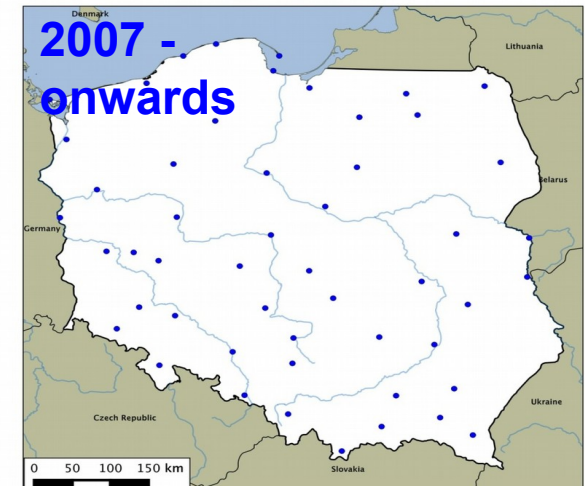 Denmark
2007 -
onwards
Lithuania
Belarus
Germany
Ukraine
Czech Republic
Slovakia
0 50 100 150 km